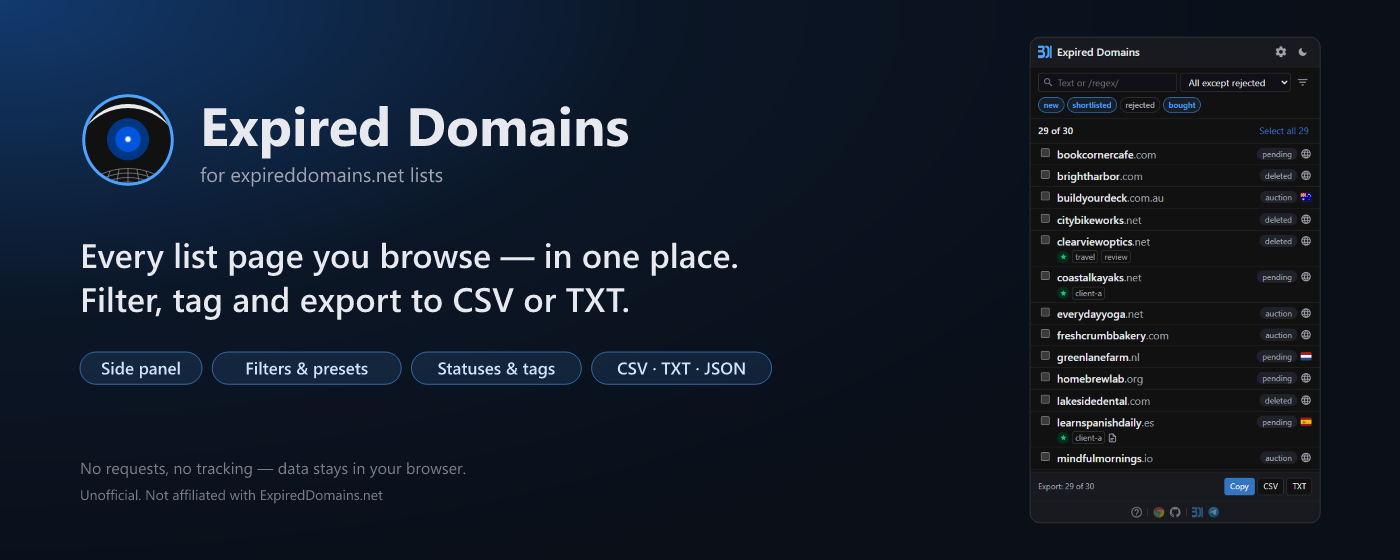 Expired Domains
for expireddomains.net lists
Every list page you browse — in one place.
Filter, tag and export to CSV or TXT.
Side panel
Filters & presets
Statuses & tags
CSV · TXT · JSON
No requests, no tracking — data stays in your browser.
Unofficial. Not affiliated with ExpiredDomains.net
Expired Domains
Text or /regex/
All except rejected
new shortlisted rejected bought
29 of 30 Select all 29
bookcornercafe.com pending
brightharbor.com deleted
buildyourdeck.com.au auction
citybikeworks.net deleted
clearviewoptics.net deleted
travel review
coastalkayaks.net pending
client-a
everydayyoga.net auction
freshcrumbbakery.com auction
greenlanefarm.nl pending
homebrewlab.org pending
lakesidedental.com deleted
learnspanishdaily.es pending
client-a
mindfulmornings.io auction
Export: 29 of 30 Copy CSV TXT